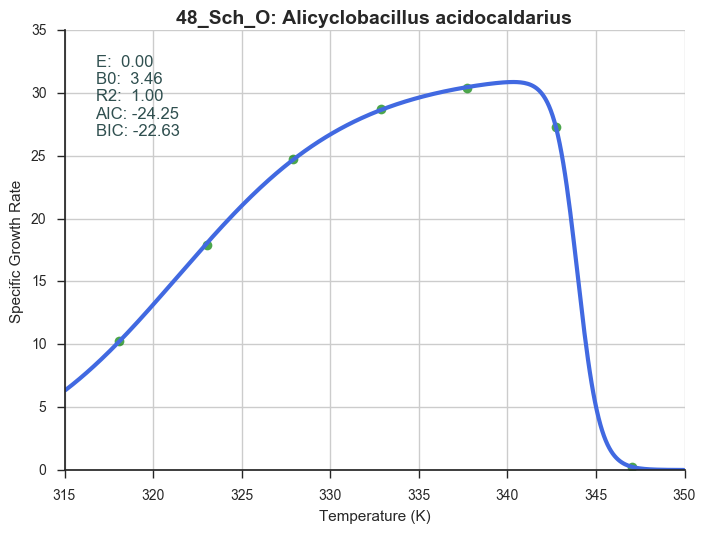 48_Sch_O: Alicyclobacillus acidocaldarius
E:  0.00
B0:  3.46
R2:  1.00
AIC: -24.25
BIC: -22.63
Specific Growth Rate
35
30
25
20
15
10
5
0
315 320 325 330 335 340 345 350
Temperature (K)